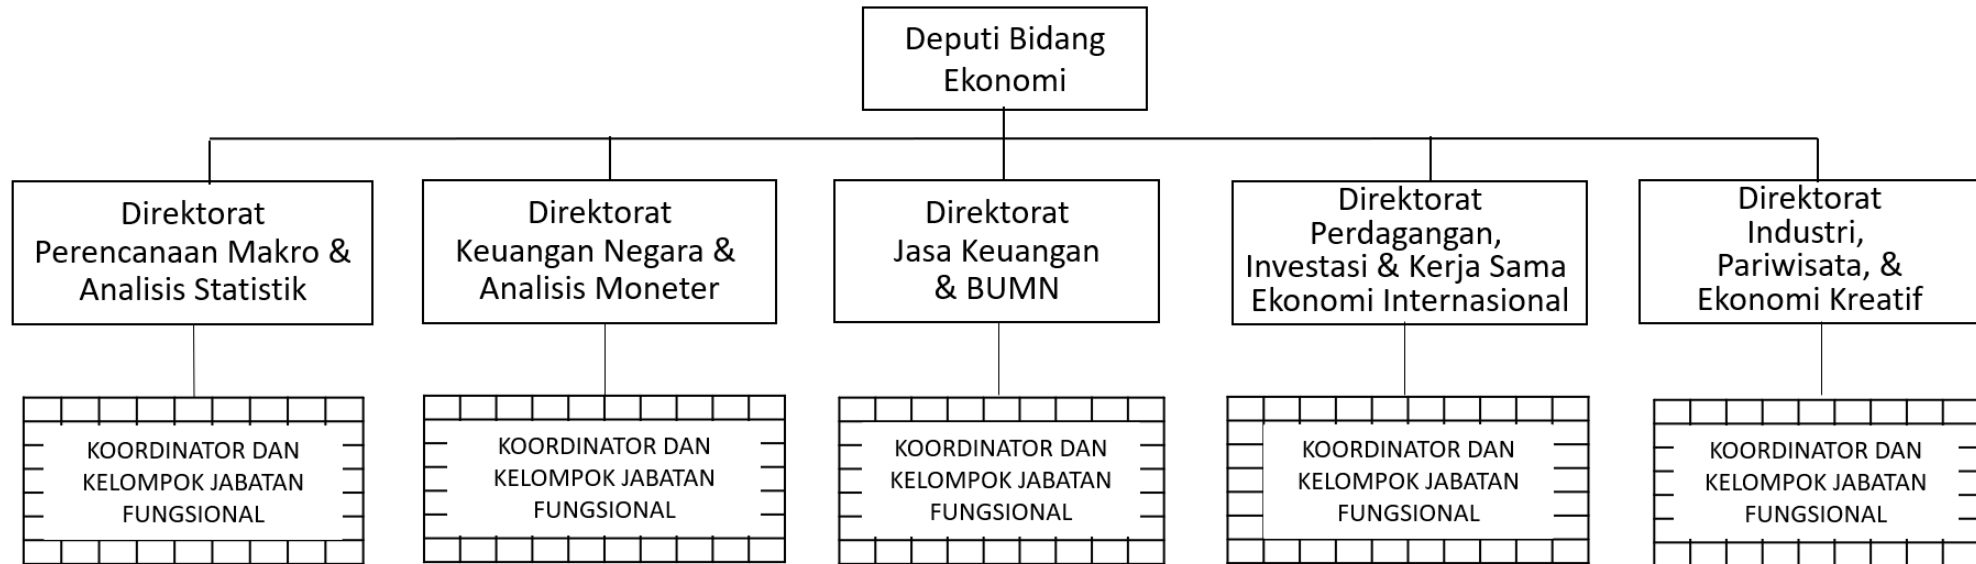 Deputi Bidang
Ekonomi
Direktorat
Perencanaan Makro &
Analisis Statistik
Direktorat
Keuangan Negara &
Analisis Moneter
Direktorat
Jasa Keuangan
& BUMN
Direktorat
Perdagangan,
Investasi & Kerja Sama
Ekonomi Internasional
Direktorat
Industri,
Pariwisata, &
Ekonomi Kreatif
KOORDINATOR DAN
KELOMPOK JABATAN
FUNGSIONAL
KOORDINATOR DAN
KELOMPOK JABATAN
FUNGSIONAL
KOORDINATOR DAN
KELOMPOK JABATAN
FUNGSIONAL
KOORDINATOR DAN
KELOMPOK JABATAN
FUNGSIONAL
KOORDINATOR DAN
KELOMPOK JABATAN
FUNGSIONAL